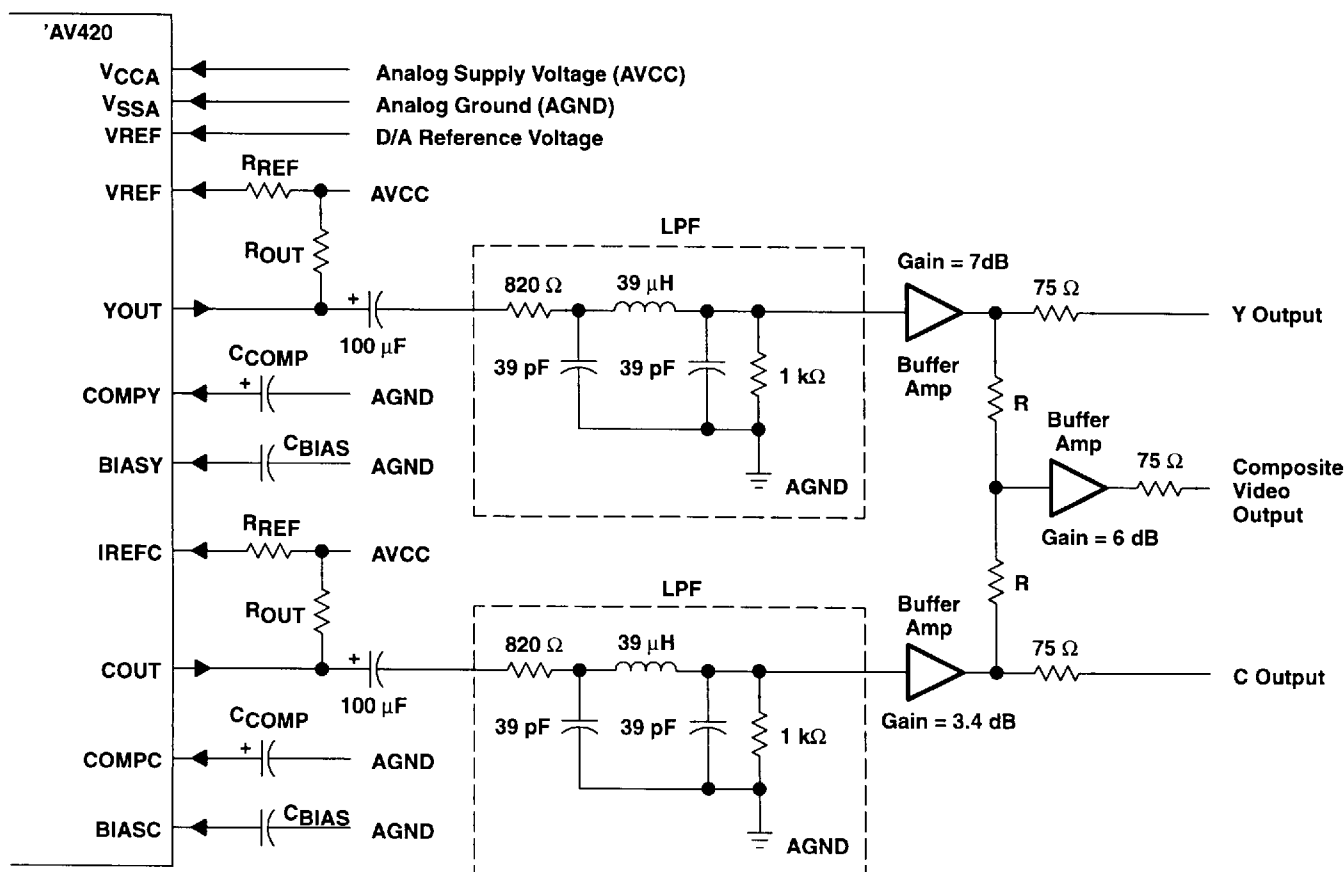 'AV420
VCCA
Analog Supply Voltage (AVCC)
VSSA
Analog Ground (AGND)
VREF
D/A Reference Voltage
RREF
VREF
AVCC
ROUT
LPF
820 Ω
39 μH
Gain = 7dB
75 Ω
YOUT
+
100 μF
Y Output
39 pF
39 pF
1 kΩ
Buffer
Amp
CCOMP
+
COMPY
AGND
R
CBIAS
BIASY
AGND
AGND
Buffer
Amp
75 Ω
Composite
Video
Output
Gain = 6 dB
RREF
IREFC
AVCC
ROUT
LPF
R
Buffer
Amp
820 Ω
39 μH
75 Ω
COUT
+
100 μF
C Output
39 pF
39 pF
1 kΩ
Gain = 3.4 dB
CCOMP
+
COMPC
AGND
CBIAS
BIASC
AGND
AGND